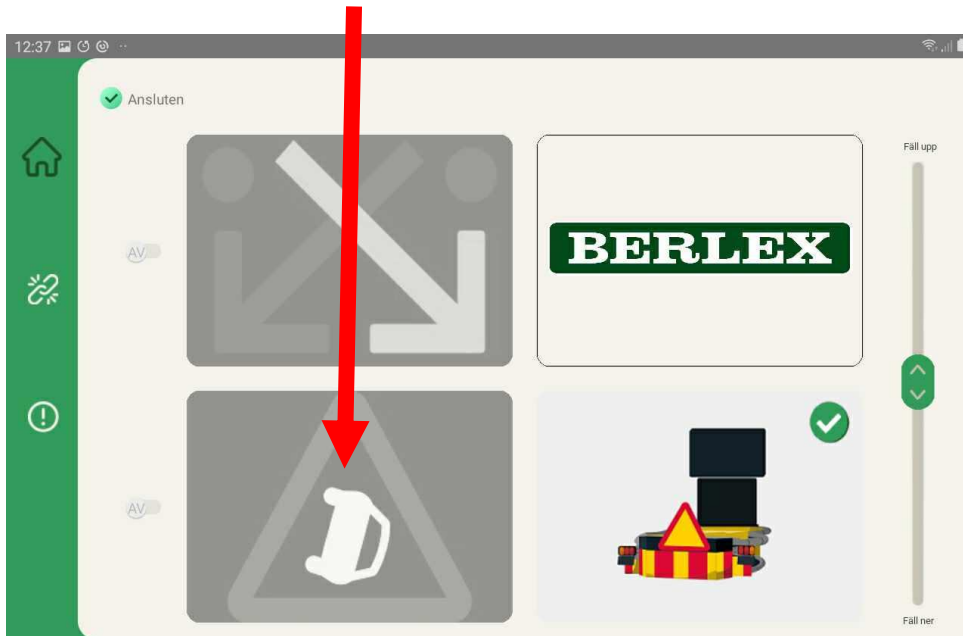 12:37
Ansluten
Fäll upp
AV
BERLEX
AV
Fäll ner